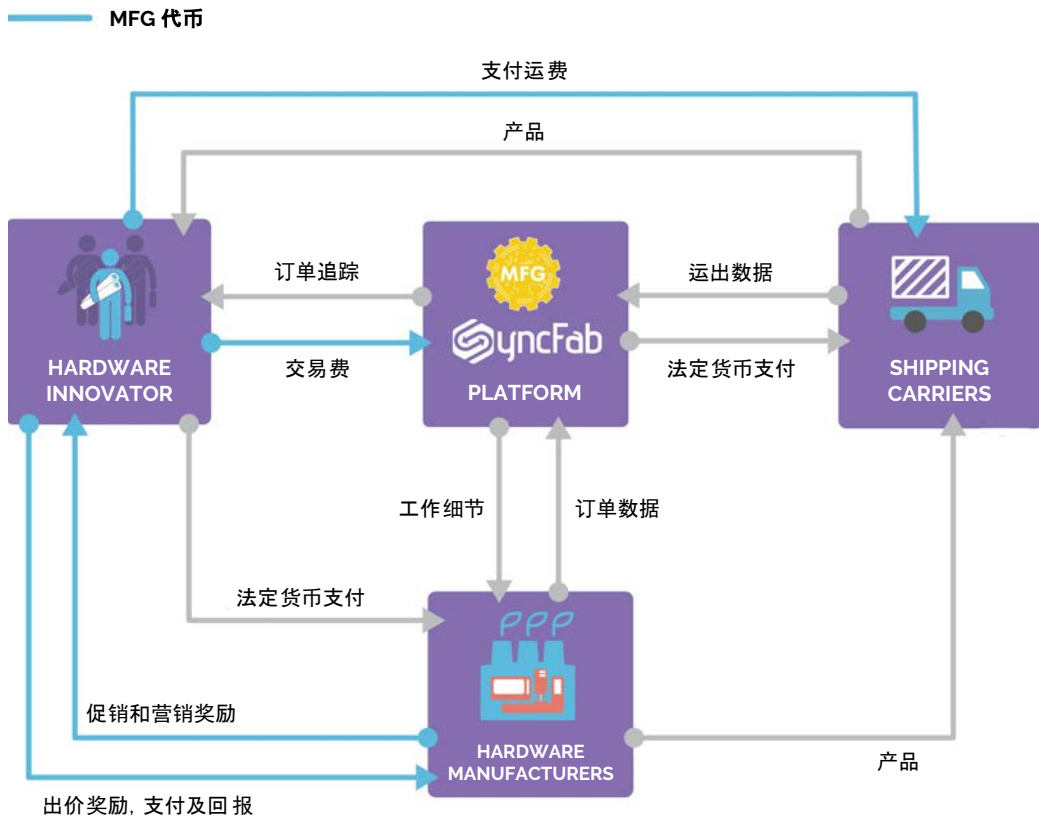 MFG 代币
支付运费
产品
订单追踪
交易费
MFG
SyncFab
PLATFORM
运出数据
法定货币支付
HARDWARE
INNOVATOR
SHIPPING
CARRIERS
工作细节
订单数据
法定货币支付
促销和营销奖励
HARDWARE
MANUFACTURERS
产品
出价奖励, 支付及回报